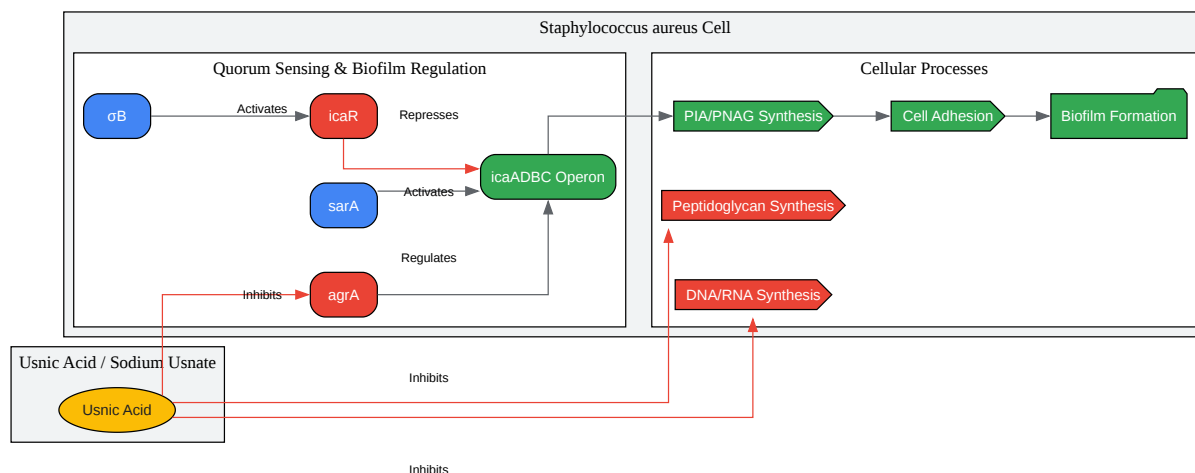 Staphylococcus aureus Cell
Quorum Sensing & Biofilm Regulation
Cellular Processes
σB
Activates
icaR
Represses
PIA/PNAG Synthesis
Cell Adhesion
Biofilm Formation
icaADBC Operon
sarA
Activates
Peptidoglycan Synthesis
Regulates
Inhibits
agrA
DNA/RNA Synthesis
Usnic Acid / Sodium Usnate
Inhibits
Usnic Acid
Inhibits